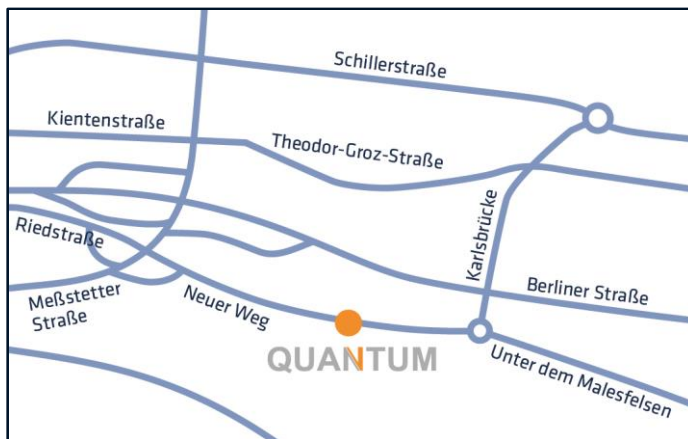 Schillerstraße
Kientenstraße
Theodor-Groz-Straße
Riedstraße
Karlsbrücke
Meßstetter
Straße
Neuer Weg
Berliner Straße
QUANTUM
Unter dem Malesfelsen